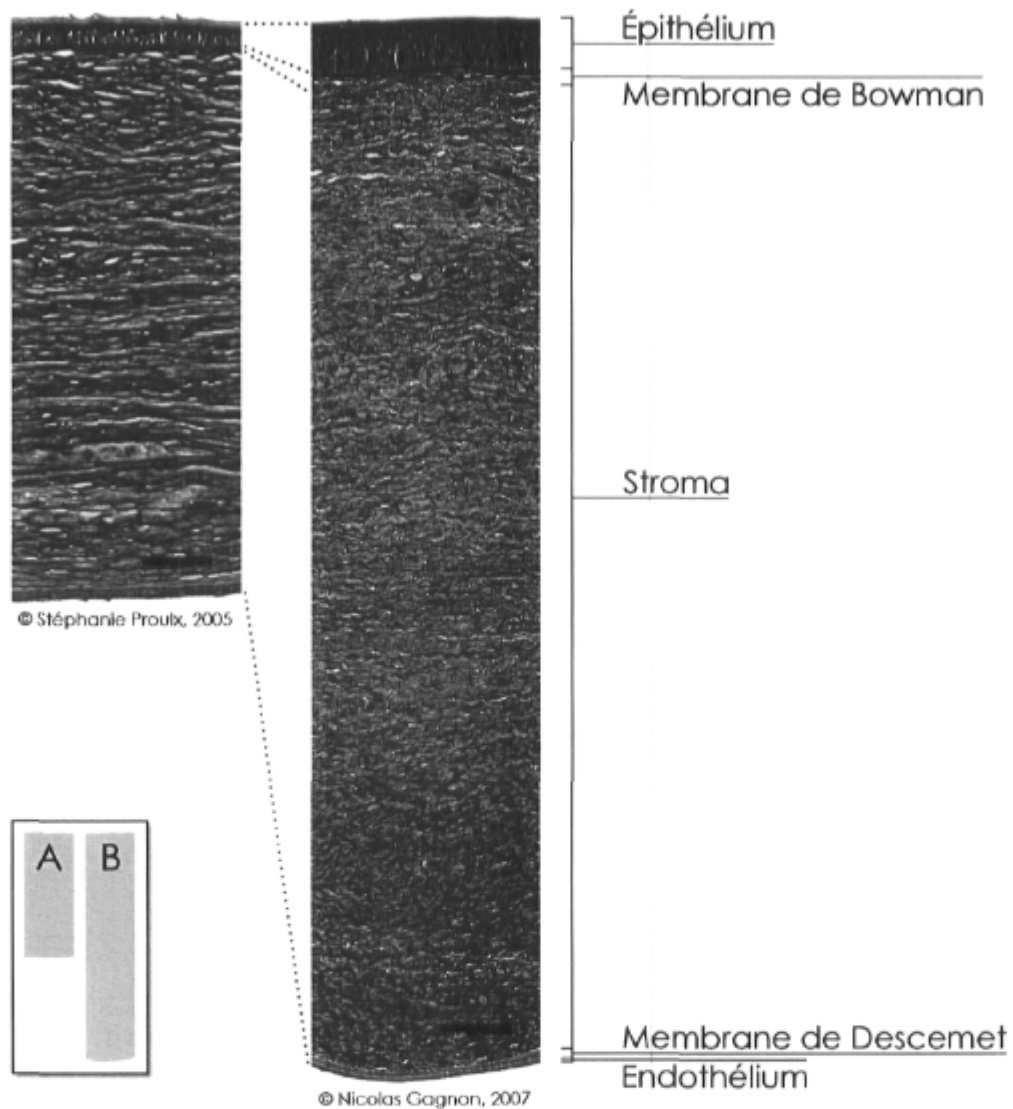 Épithélium
Membrane de Bowman
Stroma
© Stéphanie Proulx, 2005
A B
Membrane de Descemet
Endothélium
© Nicolas Gagnon, 2007